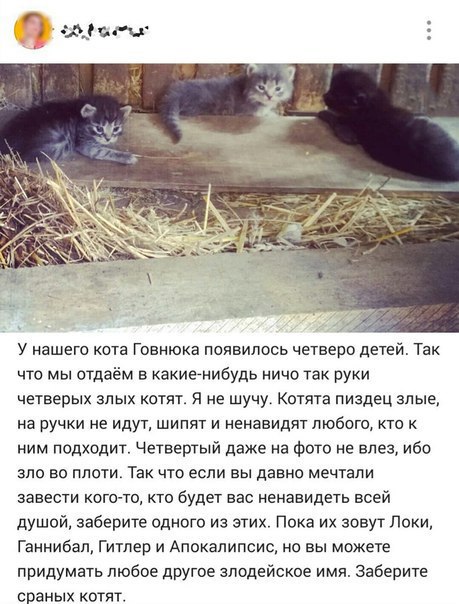 У нашего кота Говнюка появилось четверо детей. Так
что мы отдаём в какие-нибудь ничо так руки
четверых злых котят. Я не шучу. Котята пиздец злые,
на ручки не идут, шипят и ненавидят любого, кто к
ним подходит. Четвертый даже на фото не влез, ибо
зло во плоти. Так что если вы давно мечтали
завести кого-то, кто будет вас ненавидеть всей
душой, заберите одного из этих. Пока их зовут Локи,
Ганнибал, Гитлер и Апокалипсис, но вы можете
придумать любое другое злодейское имя. Заберите
сраных котят.